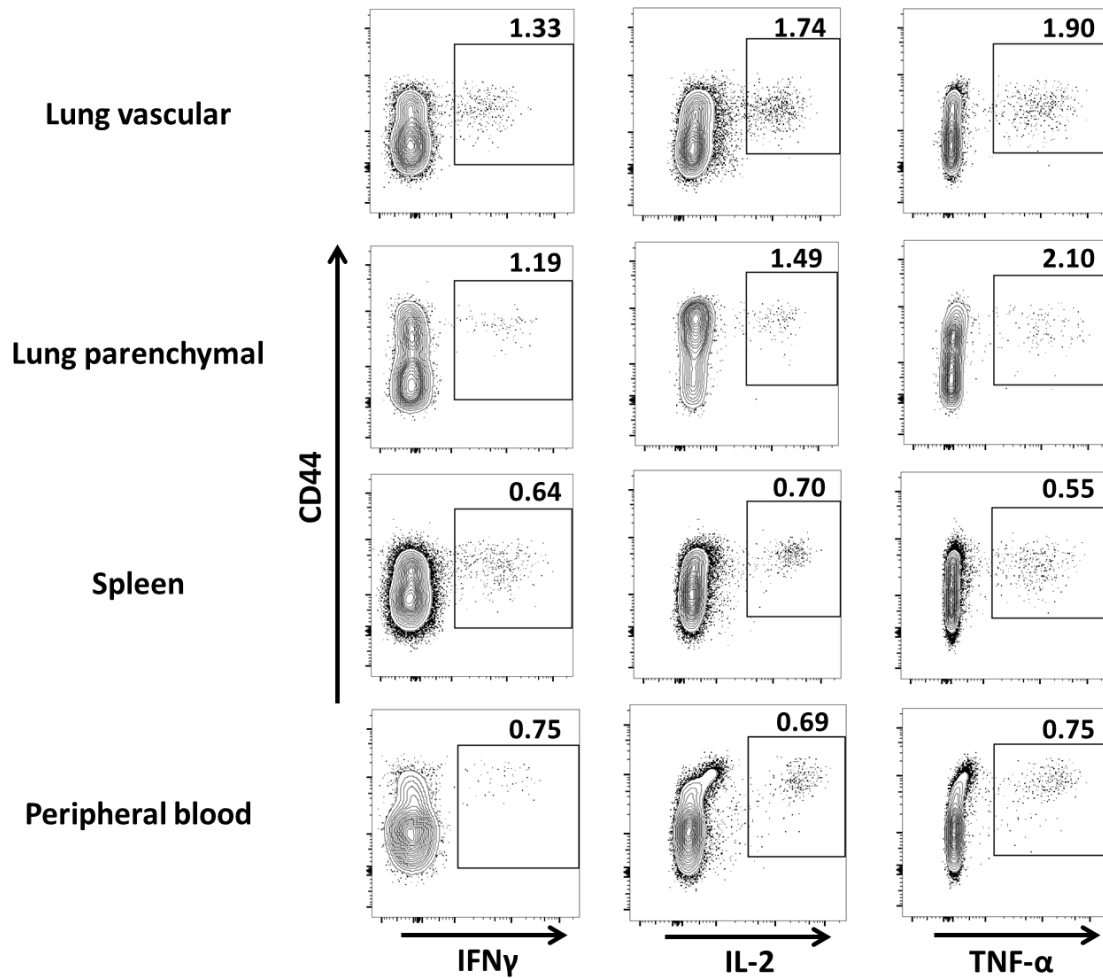 1.33 1.74 1.90
Lung vascular
1.19 1.49 2.10
Lung parenchymal
CD44
0.64 0.70 0.55
Spleen
0.75 0.69 0.75
Peripheral blood
IFNγ IL-2 TNF-α